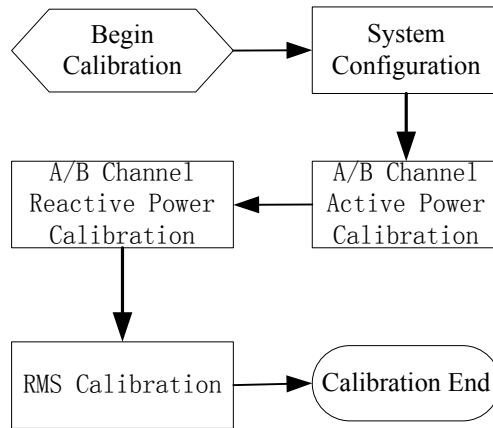 Begin
Calibration
System
Configuration
A/B Channel
Active Power
Calibration
A/B Channel
Reactive Power
Calibration
RMS Calibration
Calibration End